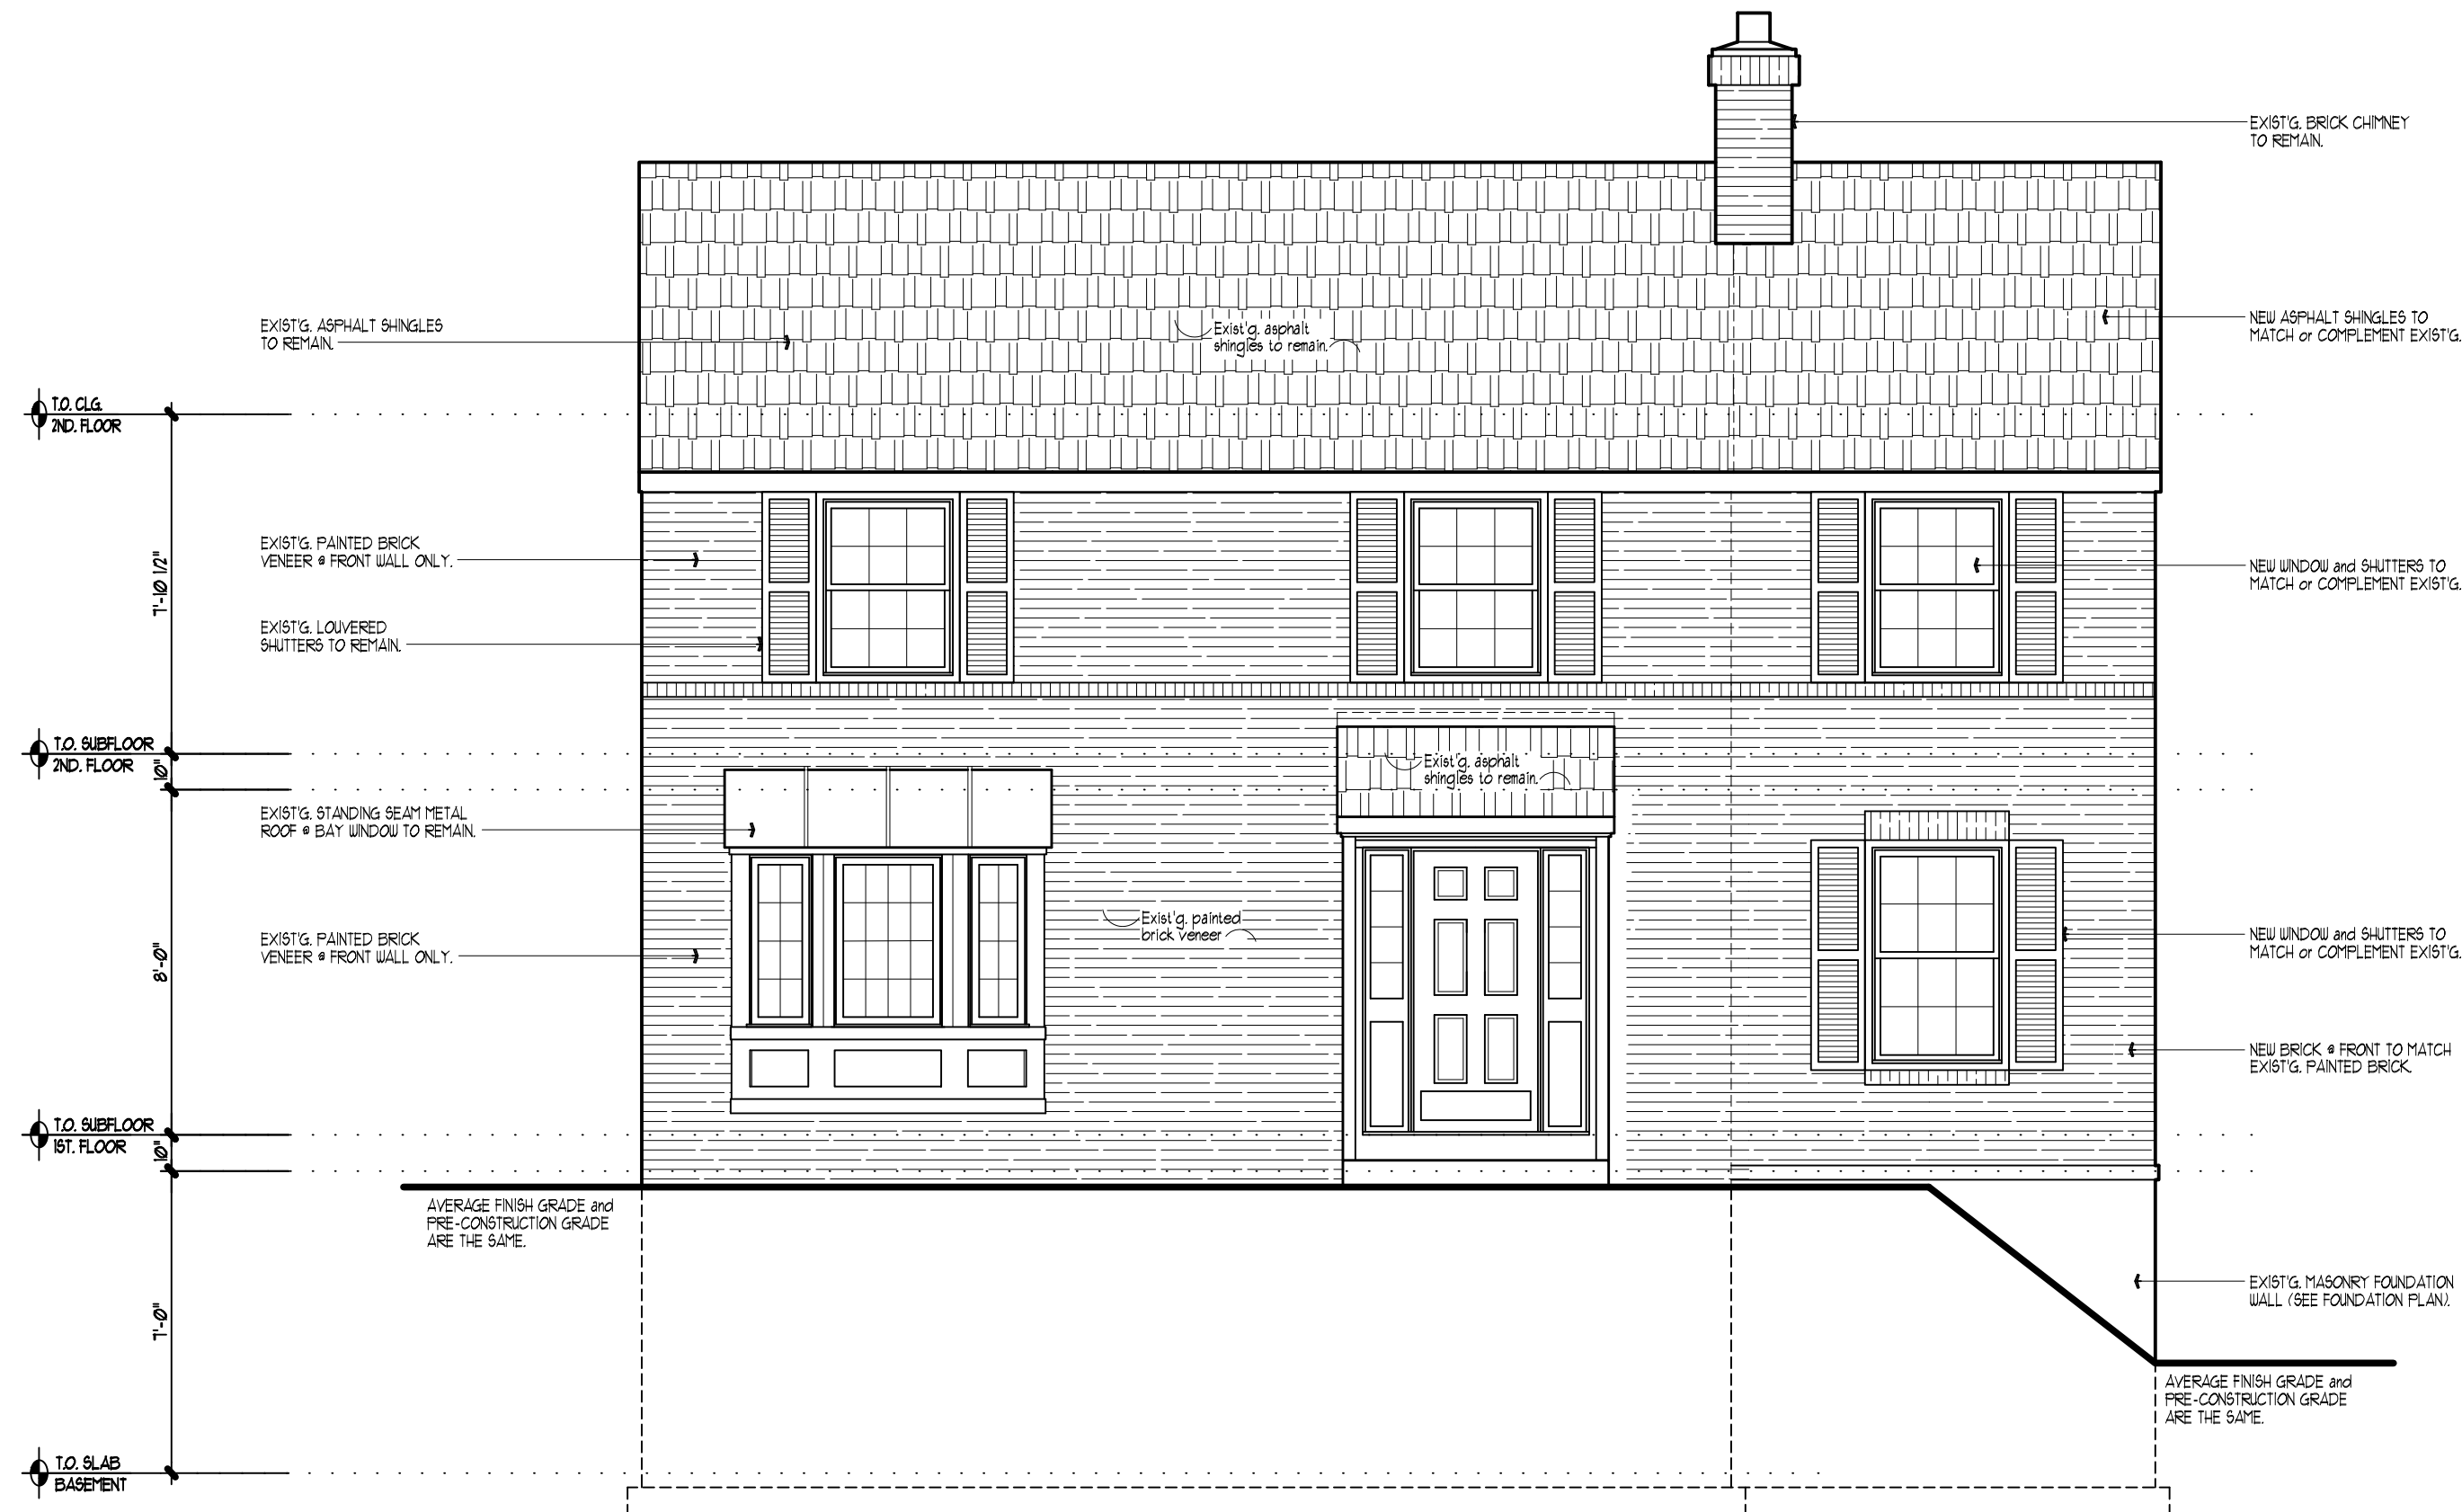 EXIST'G. BRICK CHIMNEY
TO REMAIN.
EXIST'G. ASPHALT SHINGLES
TO REMAIN.
Exist'g. asphalt
shingles to remain.
NEW ASPHALT SHINGLES TO
MATCH or COMPLEMENT EXIST'G.
T.O. CLG.
2ND. FLOOR
7'-10 1/2"
EXIST'G. PAINTED BRICK
VENEER @ FRONT WALL ONLY.
NEW WINDOW and SHUTTERS TO
MATCH or COMPLEMENT EXIST'G.
EXIST'G. LOUVERED
SHUTTERS TO REMAIN.
T.O. SUBFLOOR
2ND. FLOOR
10"
Exist'g. asphalt
shingles to remain.
EXIST'G. STANDING SEAM METAL
ROOF @ BAY WINDOW TO REMAIN.
8'-0"
EXIST'G. PAINTED BRICK
VENEER @ FRONT WALL ONLY.
Exist'g. painted
brick veneer
NEW WINDOW and SHUTTERS TO
MATCH or COMPLEMENT EXIST'G.
NEW BRICK @ FRONT TO MATCH
EXIST'G. PAINTED BRICK.
T.O. SUBFLOOR
1ST. FLOOR
10"
AVERAGE FINISH GRADE and
PRE-CONSTRUCTION GRADE
ARE THE SAME.
7'-0"
EXIST'G. MASONRY FOUNDATION
WALL (SEE FOUNDATION PLAN).
AVERAGE FINISH GRADE and
PRE-CONSTRUCTION GRADE
ARE THE SAME.
T.O. SLAB
BASEMENT